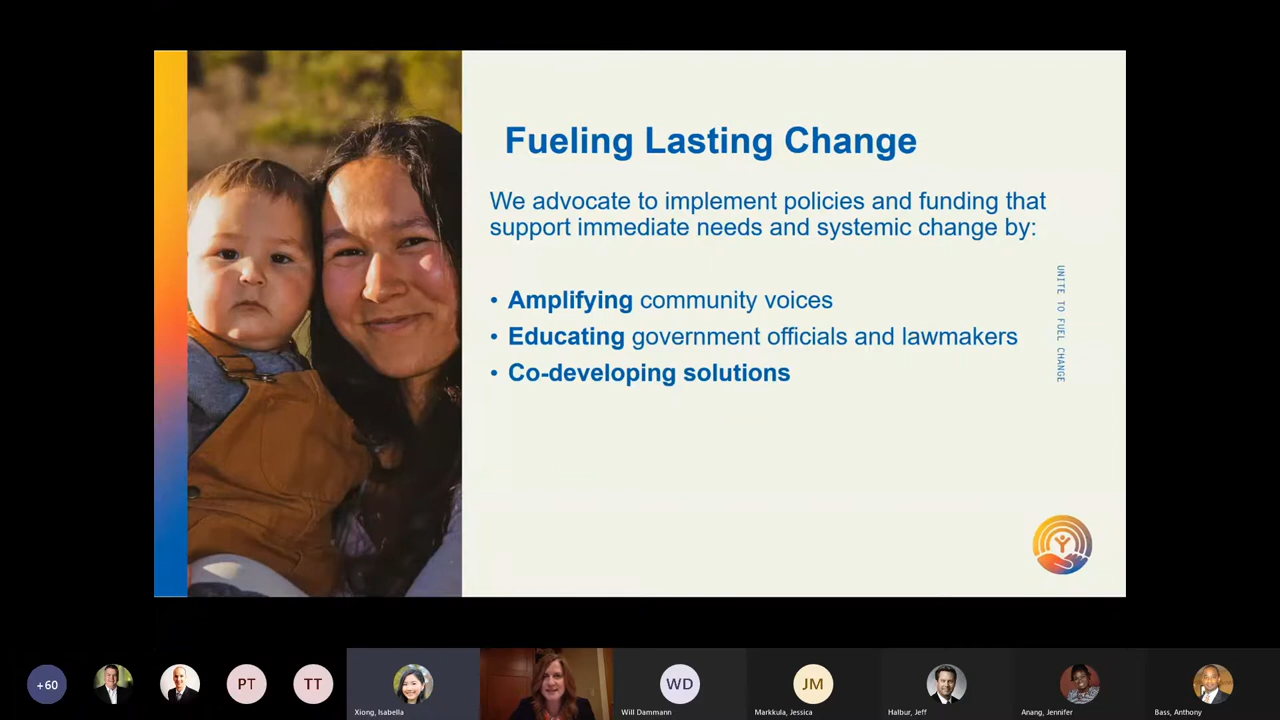 Fueling Lasting Change
We advocate to implement policies and funding that
support immediate needs and systemic change by:
• Amplifying community voices
• Educating government officials and lawmakers
• Co-developing solutions
UNITE TO FUEL CHANGE
+60
PT
TT
Xiong, Isabella
WD
Will Dammann
JM
Markkula, Jessica
Halbur, Jeff
Anang, Jennifer
Bass, Anthony